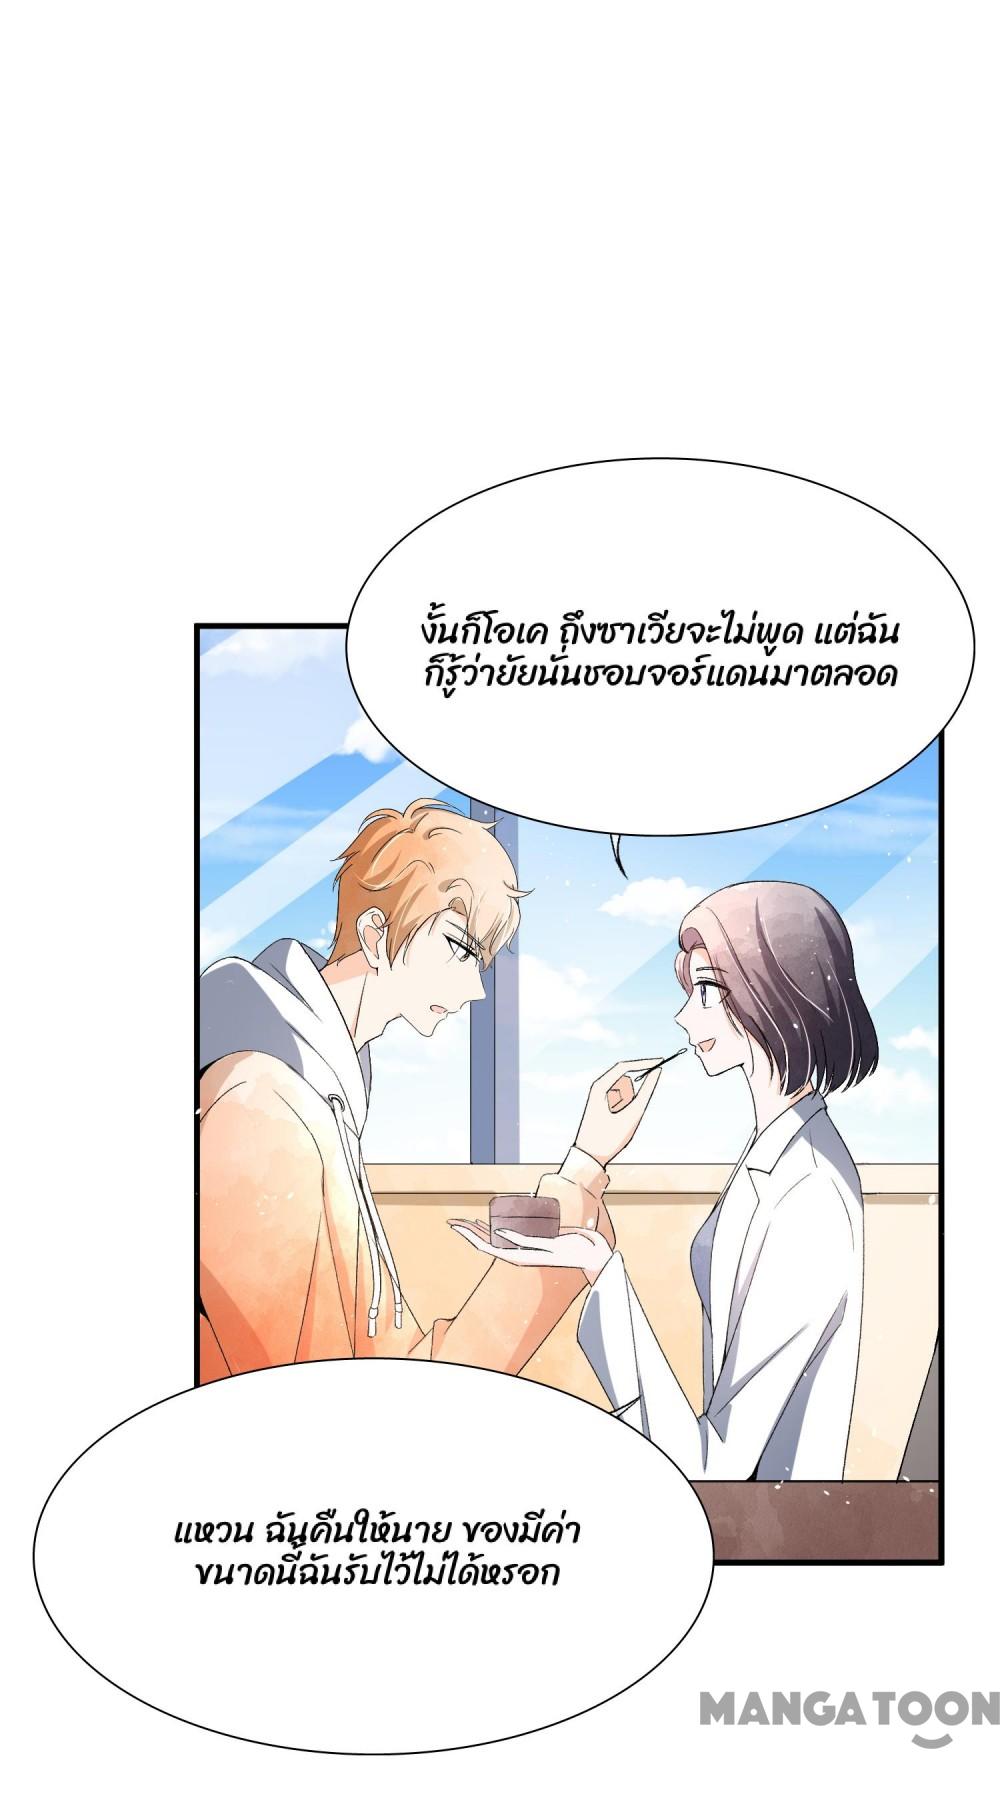 งั้นก็โอเค ถึงซาเวียจะไม่พูด แต่ฉัน
ก็รู้ว่ายัยนั่นชอบจอร์แดนมาตลอด
แหวน ฉันคืนให้นาย ของมีค่า
ขนาดนี้ฉันรับไว้ไม่ได้หรอก
MANGATOON